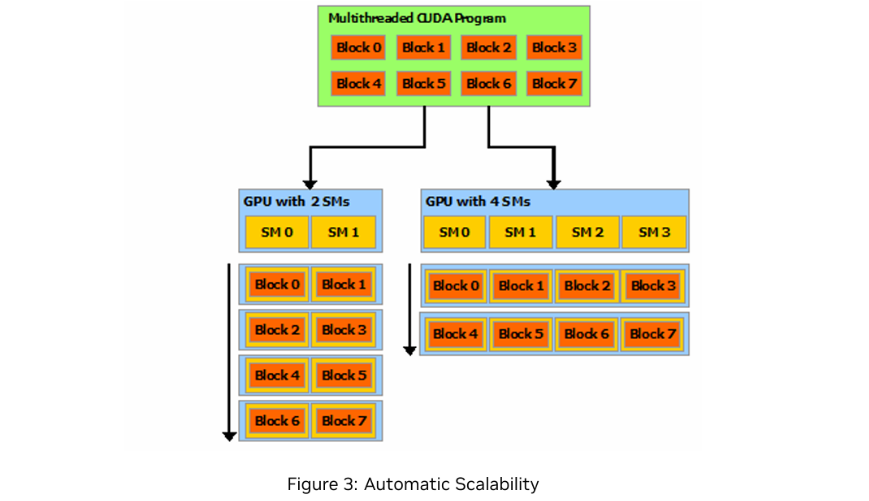 Multithreaded CUDA Program
Block 0 Block 1 Block 2 Block 3
Block 4 Block 5 Block 6 Block 7
GPU with 2 SMs
SM 0 SM 1
Block 0 Block 1
Block 2 Block 3
Block 4 Block 5
Block 6 Block 7
GPU with 4 SMs
SM 0 SM 1 SM 2 SM 3
Block 0 Block 1 Block 2 Block 3
Block 4 Block 5 Block 6 Block 7
Figure 3: Automatic Scalability